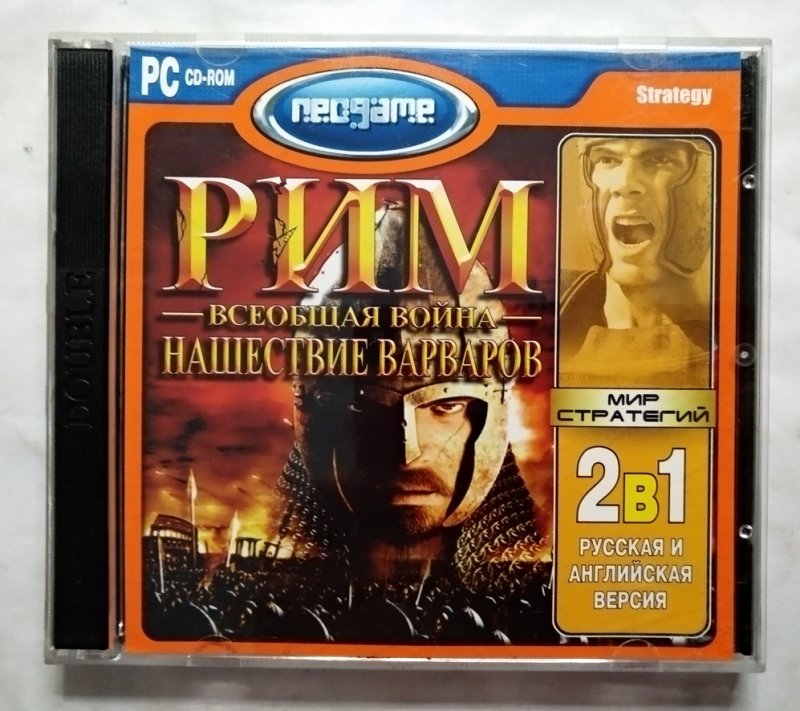 PC CD-ROM
neogame
Strategy
РИМ
ВСЕОБЩАЯ ВОЙНА
НАШЕСТВИЕ ВАРВАРОВ
МИР
СТРАТЕГИЙ
2В1
РУССКАЯ И
АНГЛИЙСКАЯ
ВЕРСИЯ
DOUBLE